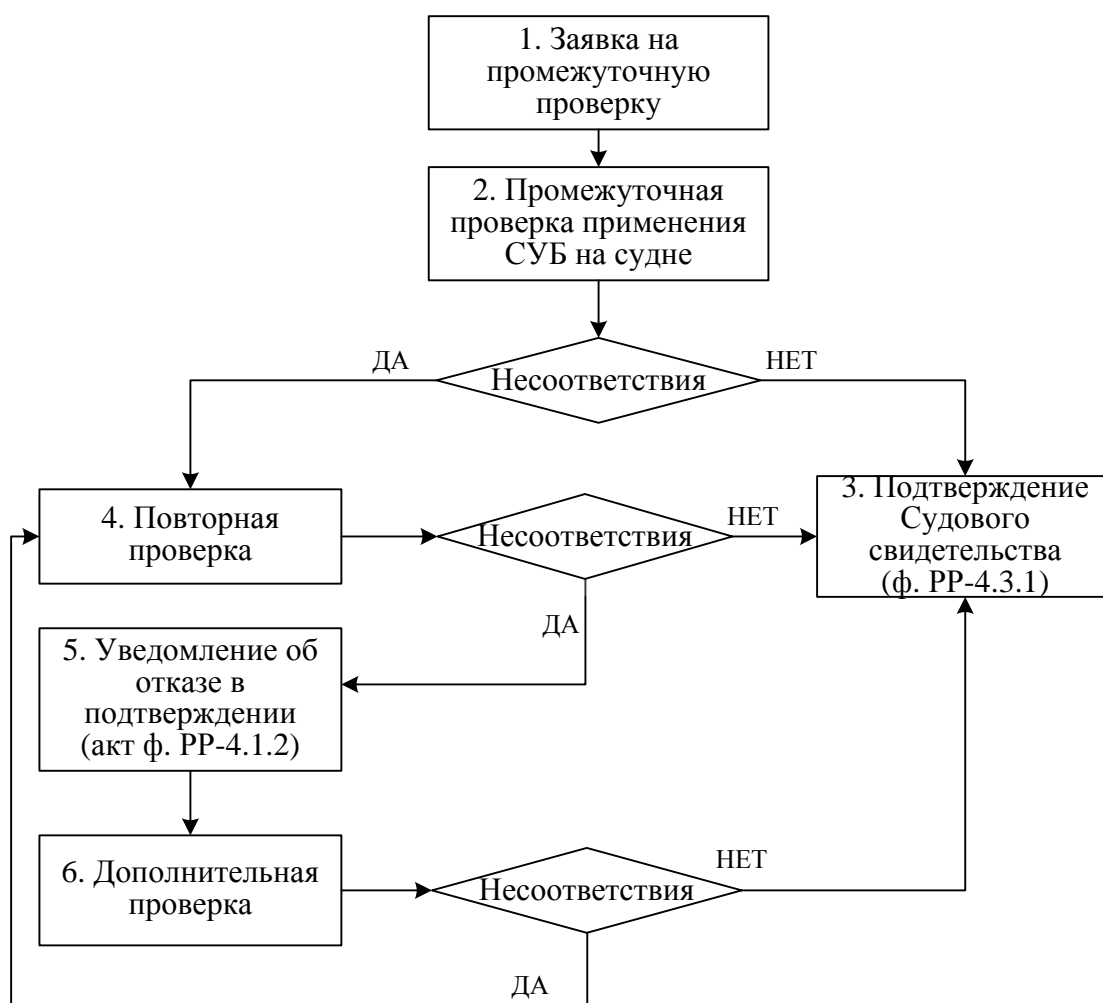 1. Заявка на
промежуточную
проверку
2. Промежуточная
проверка применения
СУБ на судне
ДА
НЕТ
Несоответствия
4. Повторная
проверка
Несоответствия
НЕТ
3. Подтверждение
Судового
свидетельства
(ф. РР-4.3.1)
ДА
5. Уведомление об
отказе в
подтверждении
(акт ф. РР-4.1.2)
6. Дополнительная
проверка
Несоответствия
НЕТ
ДА